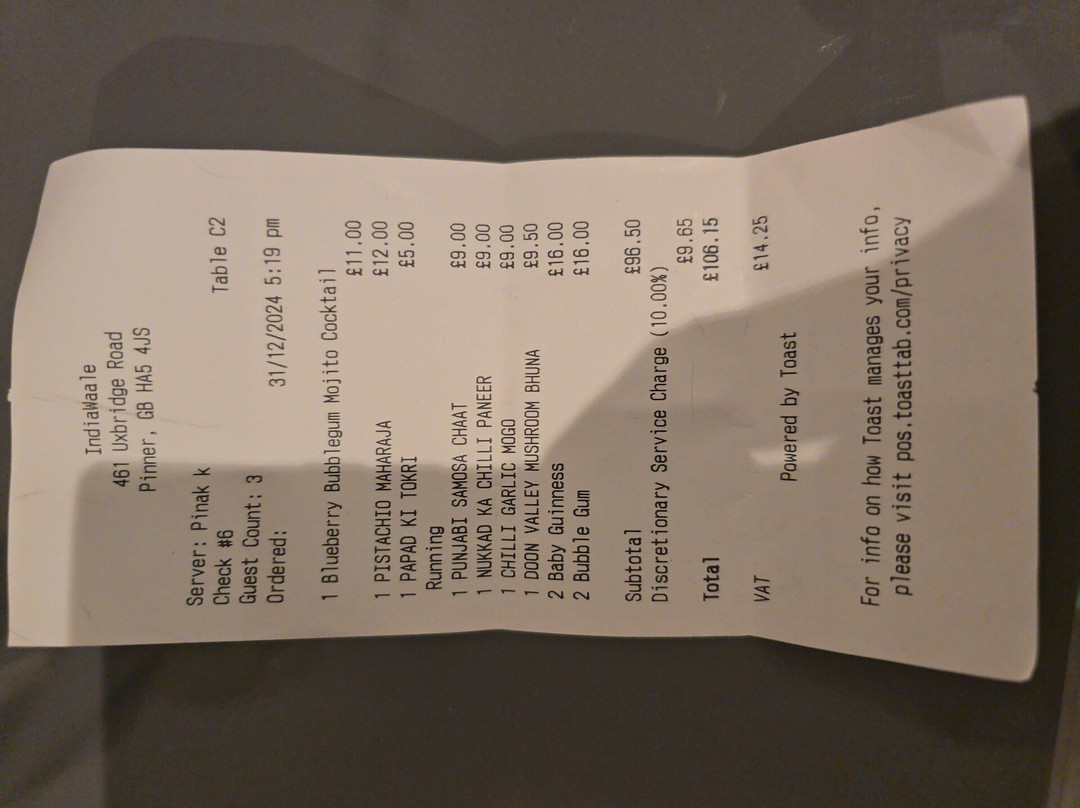 IndiaWaale
461 Uxbridge Road
Pinner, GB HA5 4JS
Server: Pinak k
Check #6 Table C2
Guest Count: 3
Ordered: 31/12/2024 5:19 pm
1 Blueberry Bubblegum Mojito Cocktail
£11.00
1 PISTACHIO MAHARAJA £12.00
1 PAPAD KI TOKRI £5.00
Running
1 PUNJABI SAMOSA CHAAT £9.00
1 NUKKAD KA CHILLI PANEER £9.00
1 CHILLI GARLIC MOGO £9.00
1 DOON VALLEY MUSHROOM BHUNA £9.50
2 Baby Guinness £16.00
2 Bubble Gum £16.00
Subtotal £96.50
Discretionary Service Charge (10.00%)
£9.65
Total £106.15
VAT £14.25
Powered by Toast
For info on how Toast manages your info,
please visit pos.toasttab.com/privacy